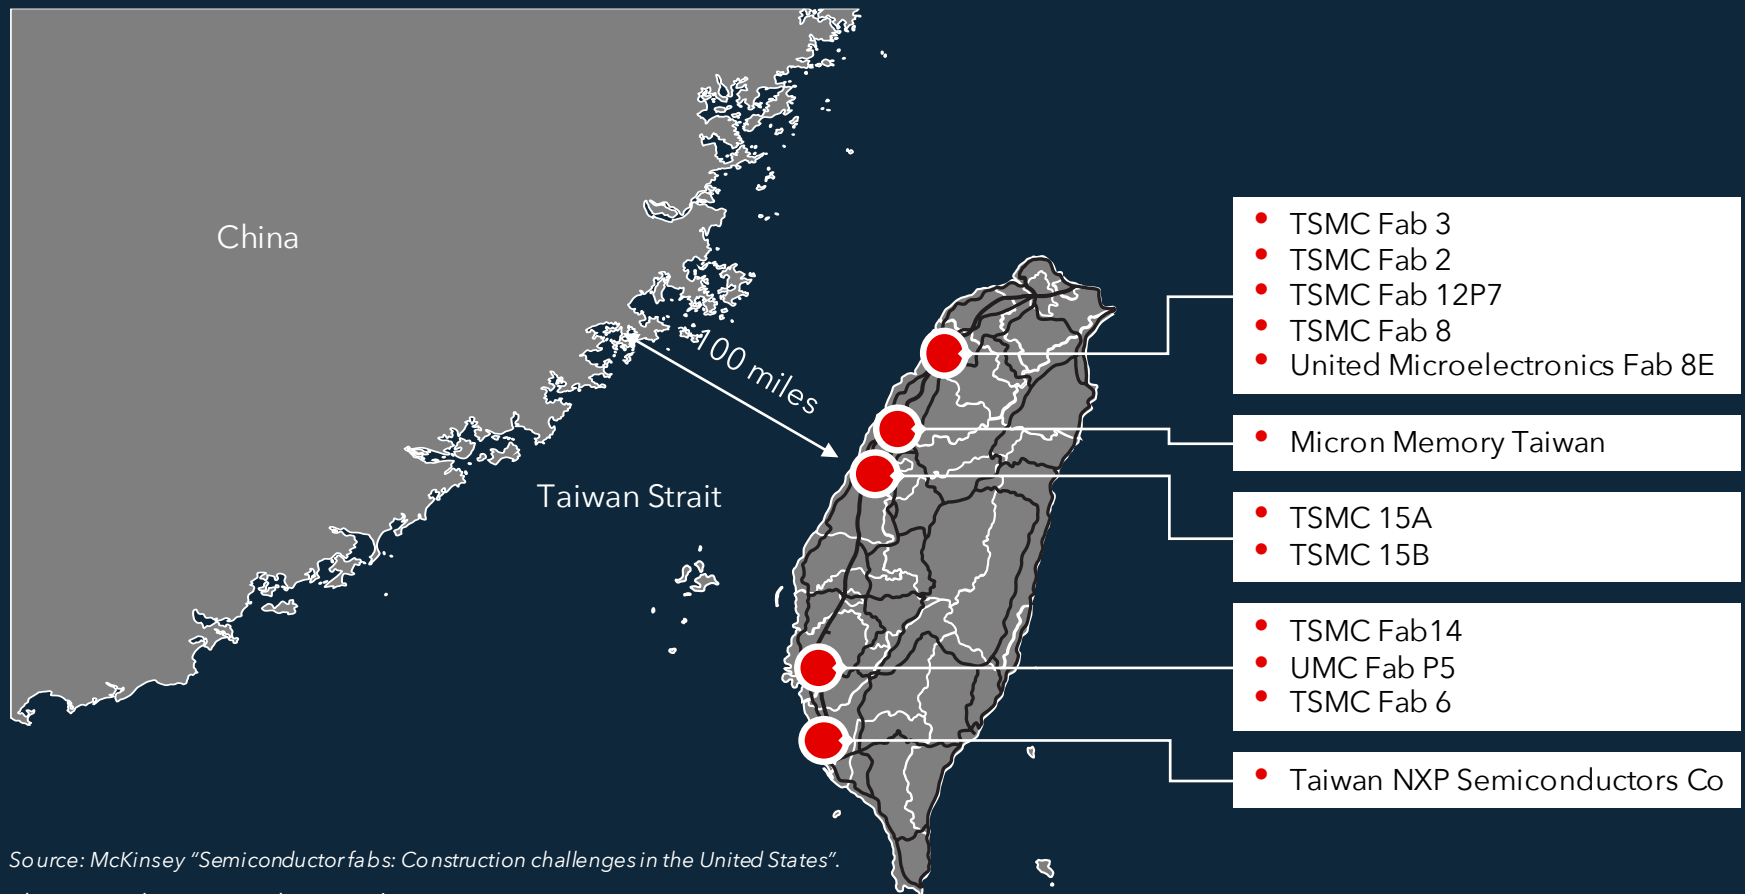 China
100 miles
Taiwan Strait
• TSMC Fab 3
• TSMC Fab 2
• TSMC Fab 12P7
• TSMC Fab 8
• United Microelectronics Fab 8E
• Micron Memory Taiwan
• TSMC 15A
• TSMC 15B
• TSMC Fab14
• UMC Fab P5
• TSMC Fab 6
• Taiwan NXP Semiconductors Co
Source: McKinsey “Semiconductor fabs: Construction challenges in the United States”.